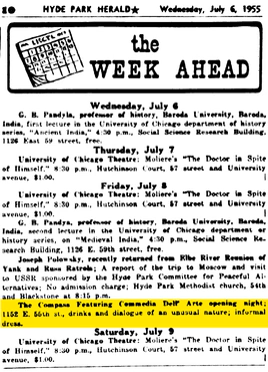 8● HYDE PARK HERALD★ Wednesday, July 6, 1955
the
WEEK AHEAD
Wednesday, July 6
G. B. Pandyla, professor of history, Baroda University, Baroda,
India, first lecture in the University of Chicago department of history
series, "Ancient India," 4:30 p.m., Social Science Research Building,
1126 East 59 street, free.
Thursday, July 7
University of Chicago Theatre: Moliere's "The Doctor in Spite
of Himself," 8:30 p.m., Hutchinson Court, 57 street and University
avenue, $1.00.
Friday, July 8
University of Chicago Theatre: Moliere's "The Doctor in Spite of
Himself," 8:30 p.m., Hutchinson Court, 57 street and University
avenue, $1.00.
G. B. Pandya, professor of history, Baroda University, Baroda,
India, second lecture in the University of Chicago department or
history series, on "Medieval India," 4:30 p.m., Social Science Re-
search Building, 1126 E. 59th street, free.
Joseph Polowsky, recently returned from Elbe River Reunion of
Yank and Russ Ratrols; A report of the trip to Moscow and visit
to USSR sponsored by the Hyde Park Committee for Peaceful Al-
ternatives; No admission charge; Hyde Park Methodist church, 54th
and Blackstone at 8:15 p.m.
The Compass Featuring Commedia Dell' Arte opening night;
1152 E. 55th st., drinks and dialogue of an unusual nature; informal
dress.
Saturday, July 9
University of Chicago Theatre: Moliere's "The Doctor in Spite
of Himself," 8:30 p.m., Hutchinson Court, 57 street and University
avenue, $1.00.